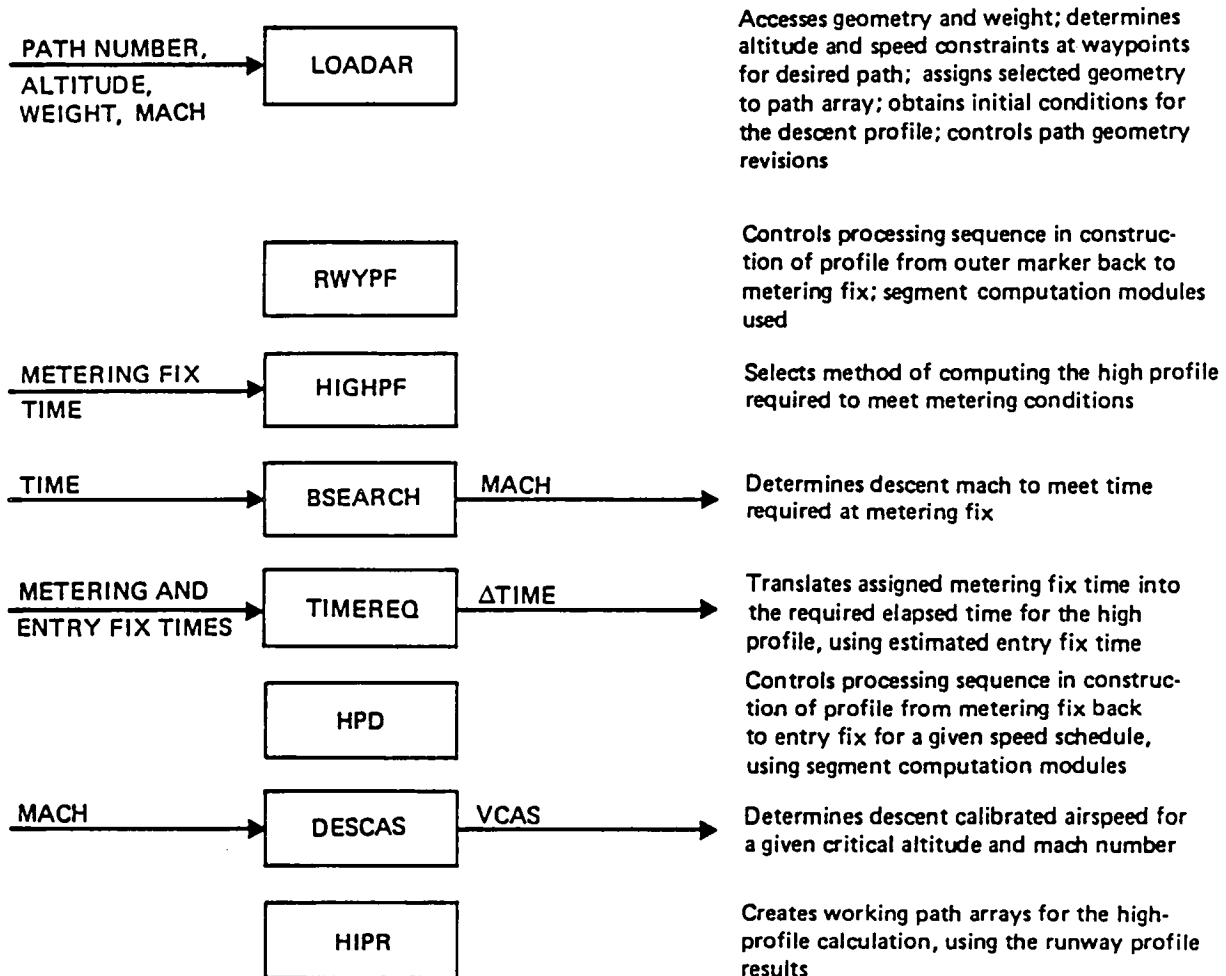 PATH NUMBER,
ALTITUDE,
WEIGHT, MACH
LOADAR
Accesses geometry and weight; determines
altitude and speed constraints at waypoints
for desired path; assigns selected geometry
to path array; obtains initial conditions for
the descent profile; controls path geometry
revisions
RWYPF
Controls processing sequence in construc-
tion of profile from outer marker back to
metering fix; segment computation modules
used
METERING FIX
TIME
HIGHPF
Selects method of computing the high profile
required to meet metering conditions
TIME
BSEARCH
MACH
Determines descent mach to meet time
required at metering fix
METERING AND
ENTRY FIX TIMES
TIMEREQ
ΔTIME
Translates assigned metering fix time into
the required elapsed time for the high
profile, using estimated entry fix time
HPD
Controls processing sequence in construc-
tion of profile from metering fix back
to entry fix for a given speed schedule,
using segment computation modules
MACH
DESCAS
VCAS
Determines descent calibrated airspeed for
a given critical altitude and mach number
HIPR
Creates working path arrays for the high-
profile calculation, using the runway profile
results